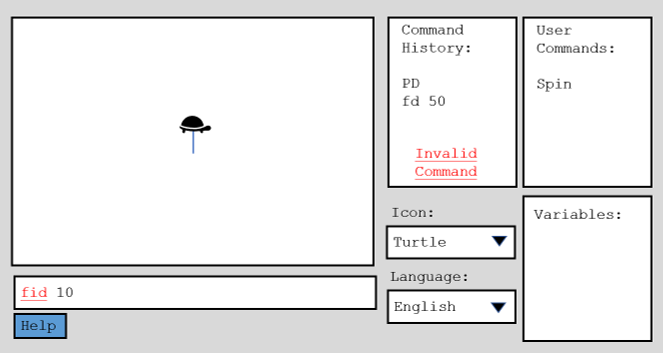 Command
History:
PD
fd 50
Invalid
Command
User
Commands:
Spin
Icon:
Turtle
Language:
English
Variables:
fid 10
Help